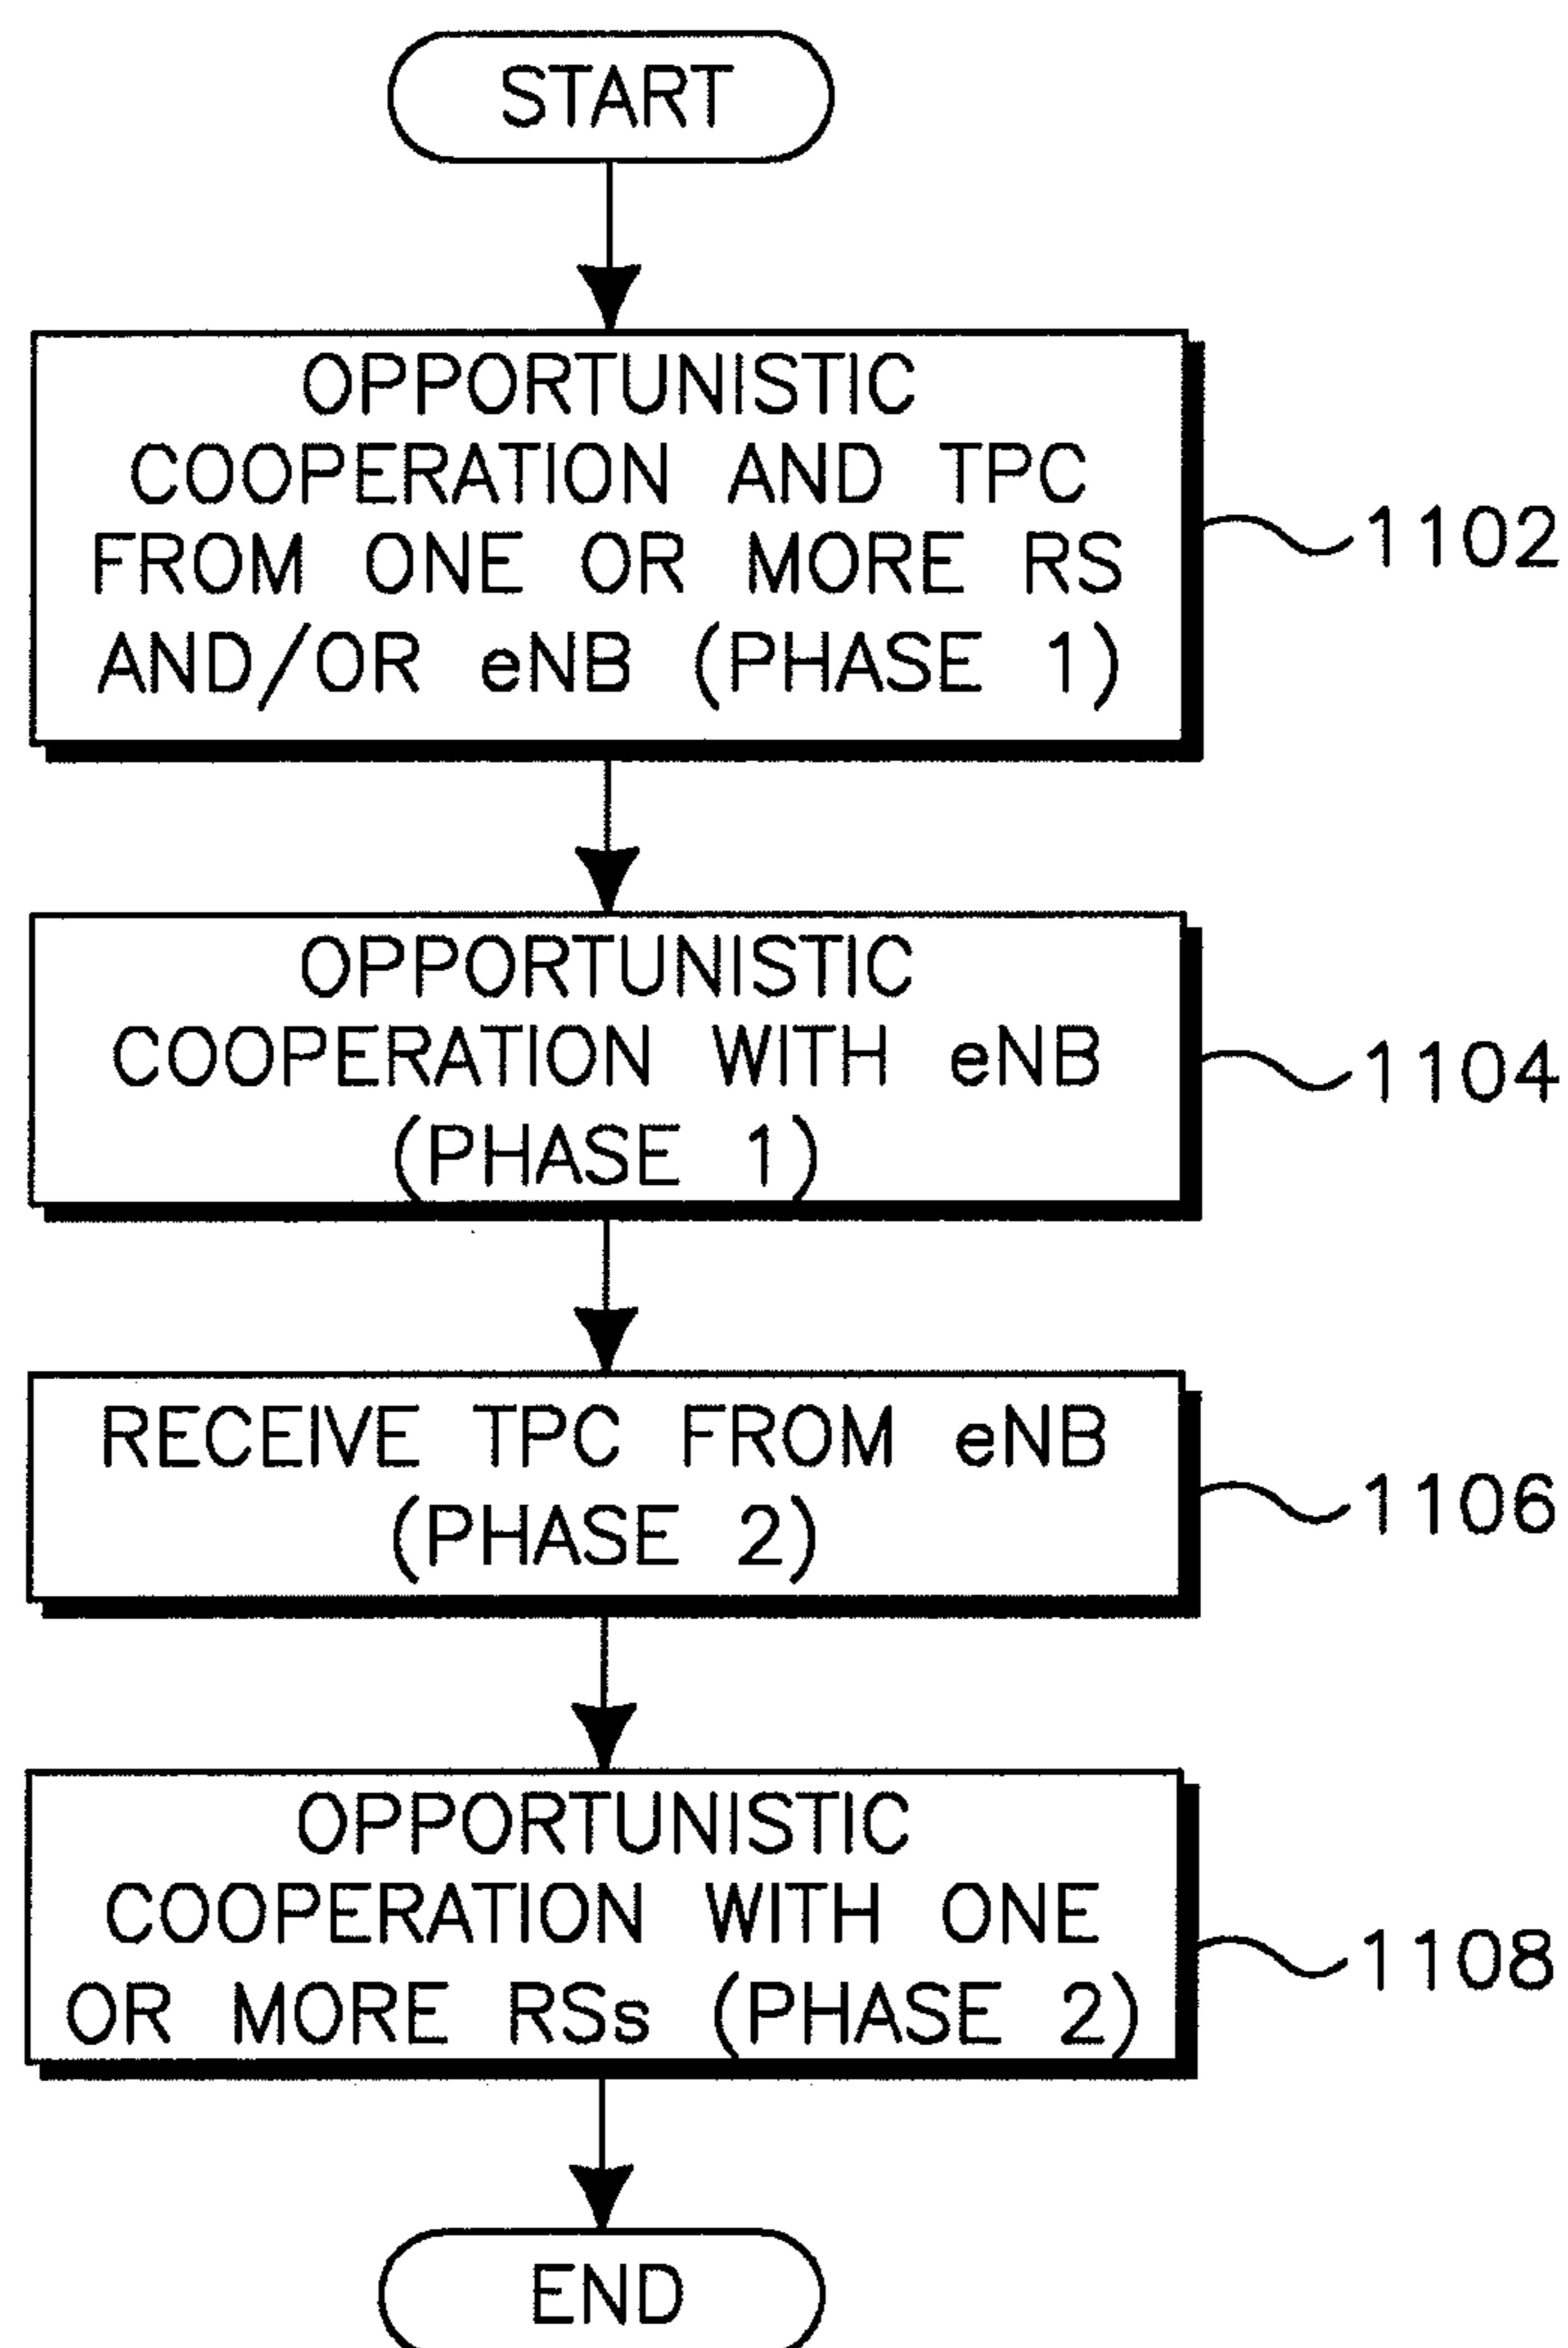 START
OPPORTUNISTIC
COOPERATION AND TPC
FROM ONE OR MORE RS
AND/OR eNB (PHASE 1)
1102
OPPORTUNISTIC
COOPERATION WITH eNB
(PHASE 1)
1104
RECEIVE TPC FROM eNB
(PHASE 2)
1106
OPPORTUNISTIC
COOPERATION WITH ONE
OR MORE RSs (PHASE 2)
1108
END